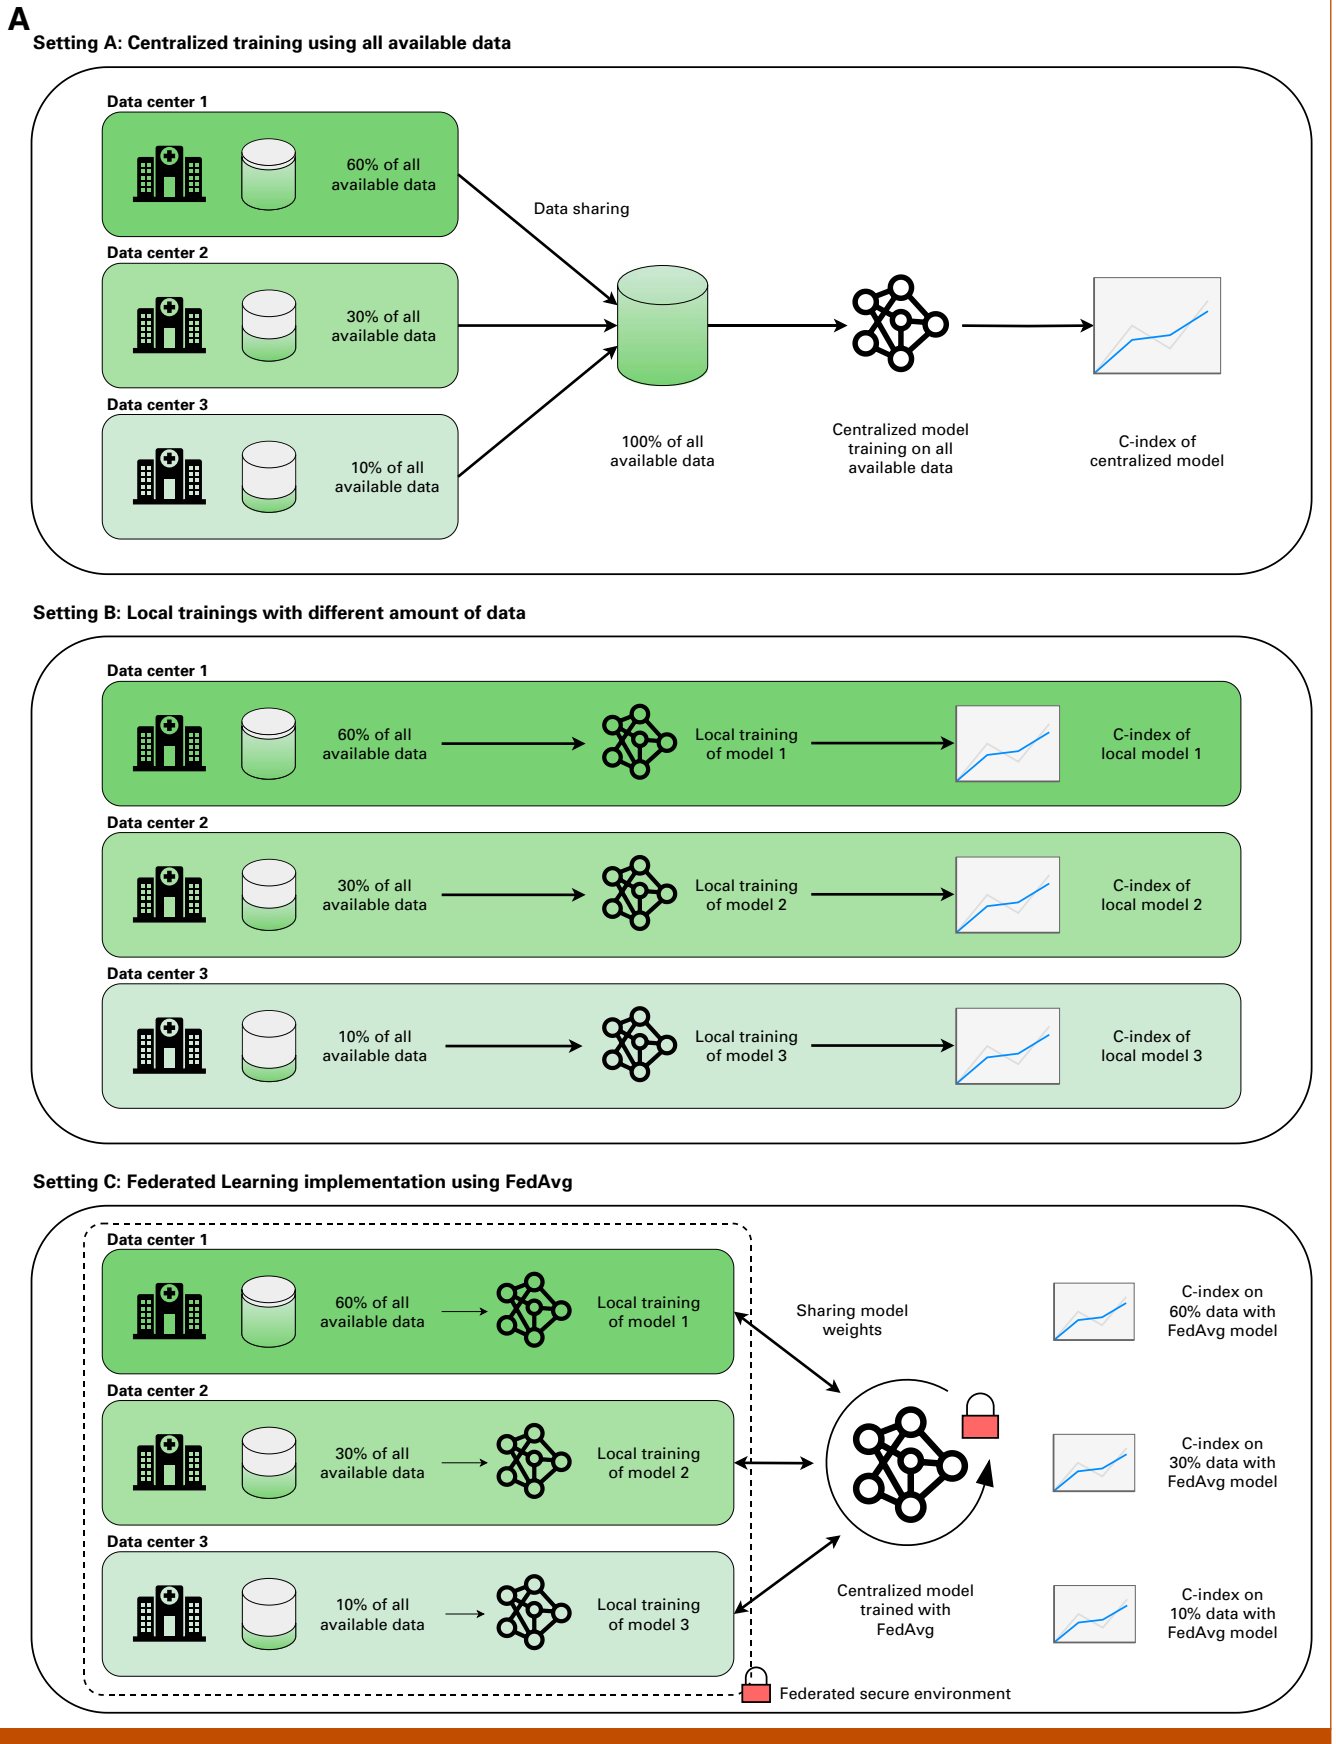 A
Setting A: Centralized training using all available data
Data center 1
60% of all
available data
Data sharing
Data center 2
30% of all
available data
Data center 3
10% of all
available data
100% of all
available data
Centralized model
training on all
available data
C-index of
centralized model
Setting B: Local trainings with different amount of data
Data center 1
60% of all
available data
Local training
of model 1
C-index of
local model 1
Data center 2
30% of all
available data
Local training
of model 2
C-index of
local model 2
Data center 3
10% of all
available data
Local training
of model 3
C-index of
local model 3
Setting C: Federated Learning implementation using FedAvg
Data center 1
60% of all
available data
Local training
of model 1
Sharing model
weights
C-index on
60% data with
FedAvg model
Data center 2
30% of all
available data
Local training
of model 2
C-index on
30% data with
FedAvg model
Data center 3
10% of all
available data
Local training
of model 3
Centralized model
trained with
FedAvg
C-index on
10% data with
FedAvg model
Federated secure environment